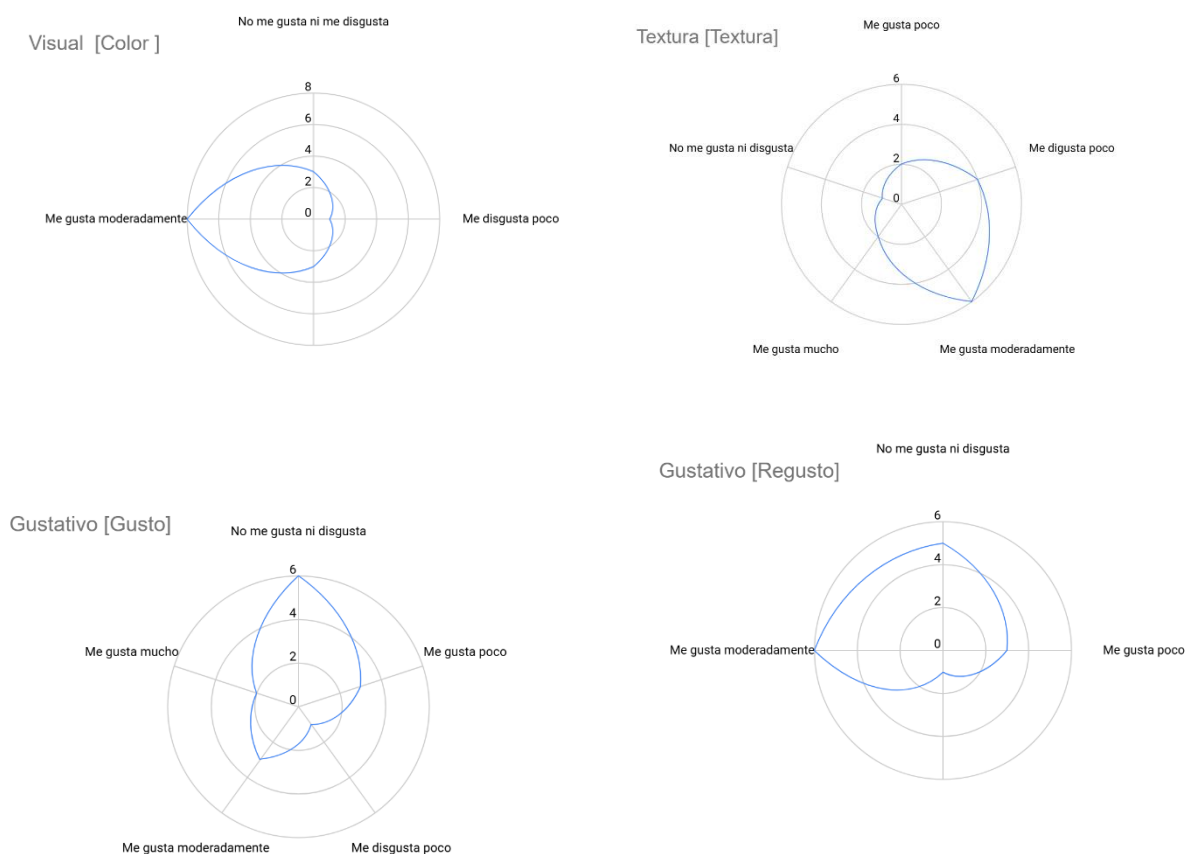 Visual [Color ]
No me gusta ni me disgusta
8
6
4
2
0
Me gusta moderadamente
Me disgusta poco
Textura [Textura]
Me gusta poco
6
4
2
0
No me gusta ni disgusta
Me digusta poco
Me gusta mucho
Me gusta moderadamente
Gustativo [Gusto]
No me gusta ni disgusta
6
4
2
0
Me gusta mucho
Me gusta poco
Me gusta moderadamente
Me disgusta poco
Gustativo [Regusto]
No me gusta ni disgusta
6
4
2
0
Me gusta moderadamente
Me gusta poco